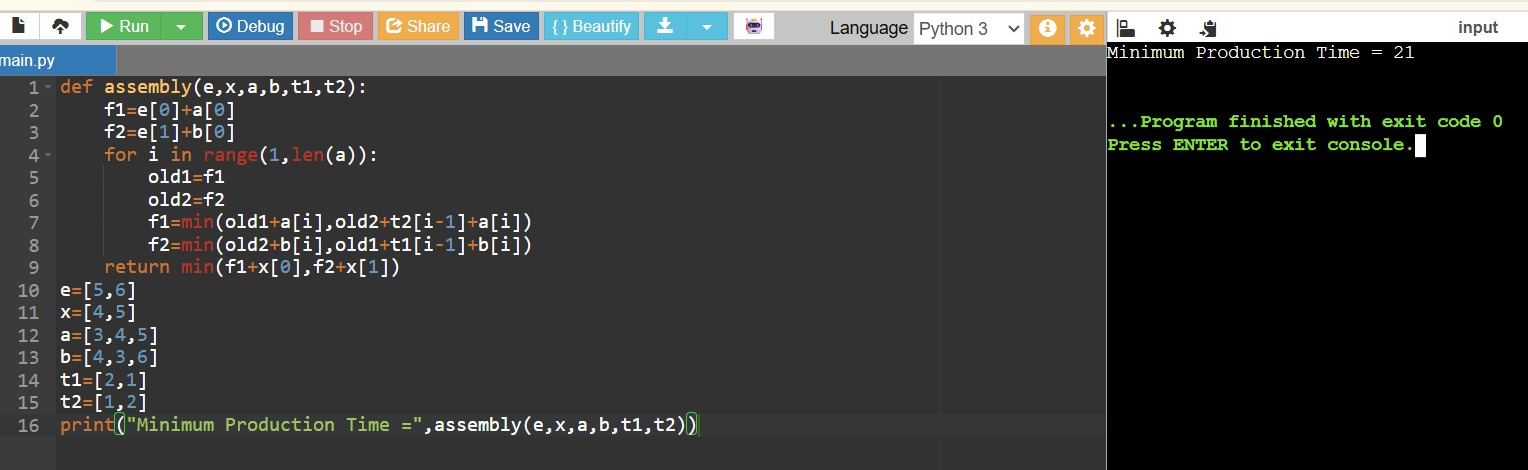 Run Debug Stop Share Save { } Beautify Language Python 3 input
main.py
1 def assembly(e,x,a,b,t1,t2):
2     f1=e[0]+a[0]
3     f2=e[1]+b[0]
4     for i in range(1,len(a)):
5         old1=f1
6         old2=f2
7         f1=min(old1+a[i],old2+t2[i-1]+a[i])
8         f2=min(old2+b[i],old1+t1[i-1]+b[i])
9     return min(f1+x[0],f2+x[1])
10 e=[5,6]
11 x=[4,5]
12 a=[3,4,5]
13 b=[4,3,6]
14 t1=[2,1]
15 t2=[1,2]
16 print("Minimum Production Time =",assembly(e,x,a,b,t1,t2))
Minimum Production Time = 21
...Program finished with exit code 0
Press ENTER to exit console.